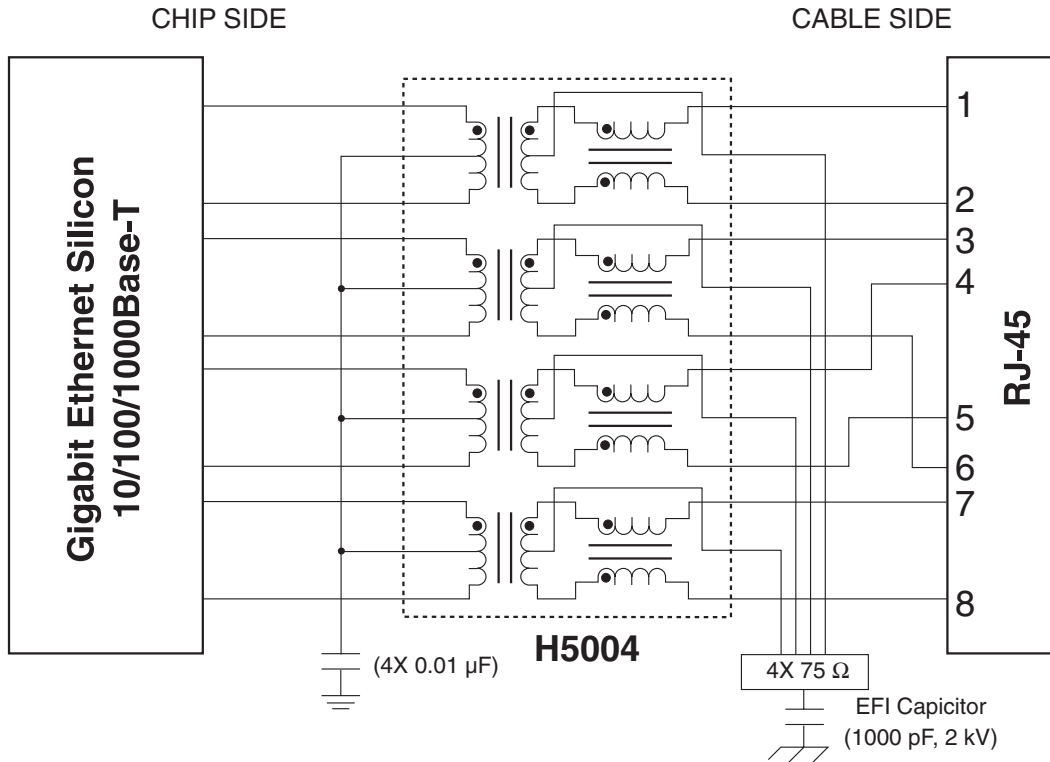 CHIP SIDE
CABLE SIDE
Gigabit Ethernet Silicon
10/100/1000Base-T
1
2
3
4
5
6
7
8
RJ-45
H5004
(4X 0.01 µF)
4X 75 Ω
EFI Capicitor
(1000 pF, 2 kV)